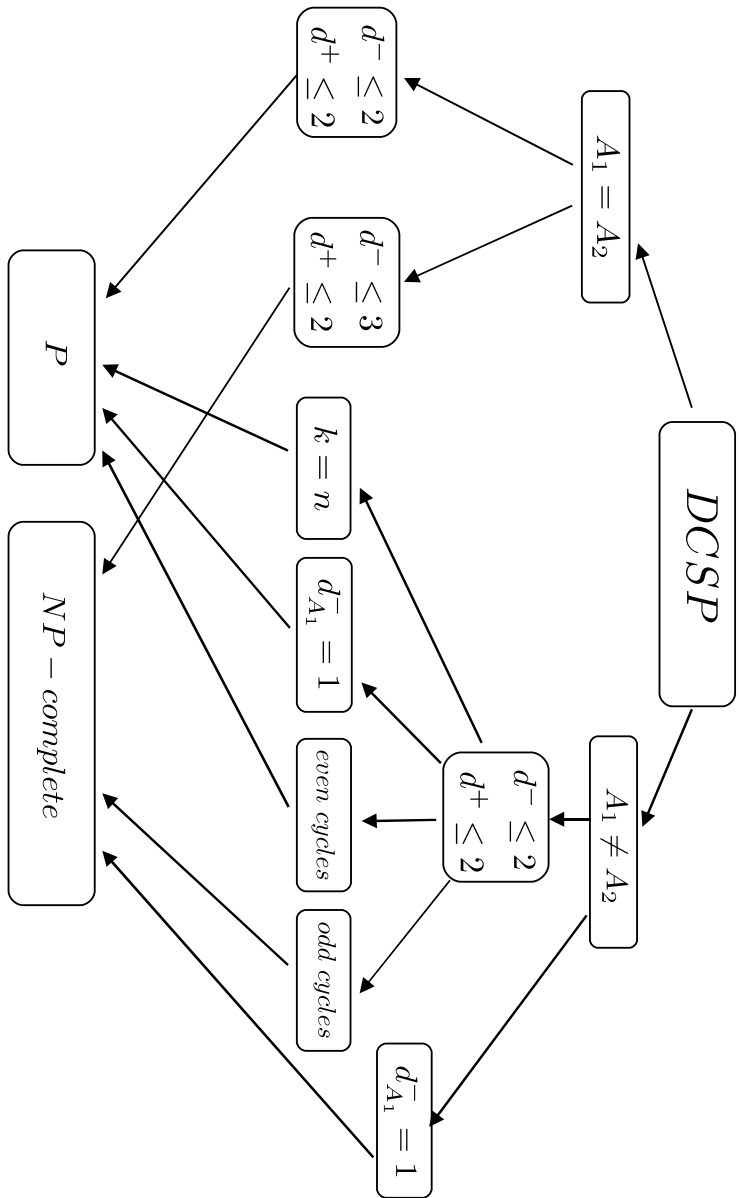 DCSP
A₁ = A₂
A₁ ≠ A₂
d⁻ ≤ 2
d⁺ ≤ 2
d⁻ ≤ 3
d⁺ ≤ 2
d⁻ ≤ 2
d⁺ ≤ 2
k = n
d⁻_{A₁} = 1
even cycles
odd cycles
d⁻_{A₁} = 1
P
NP − complete